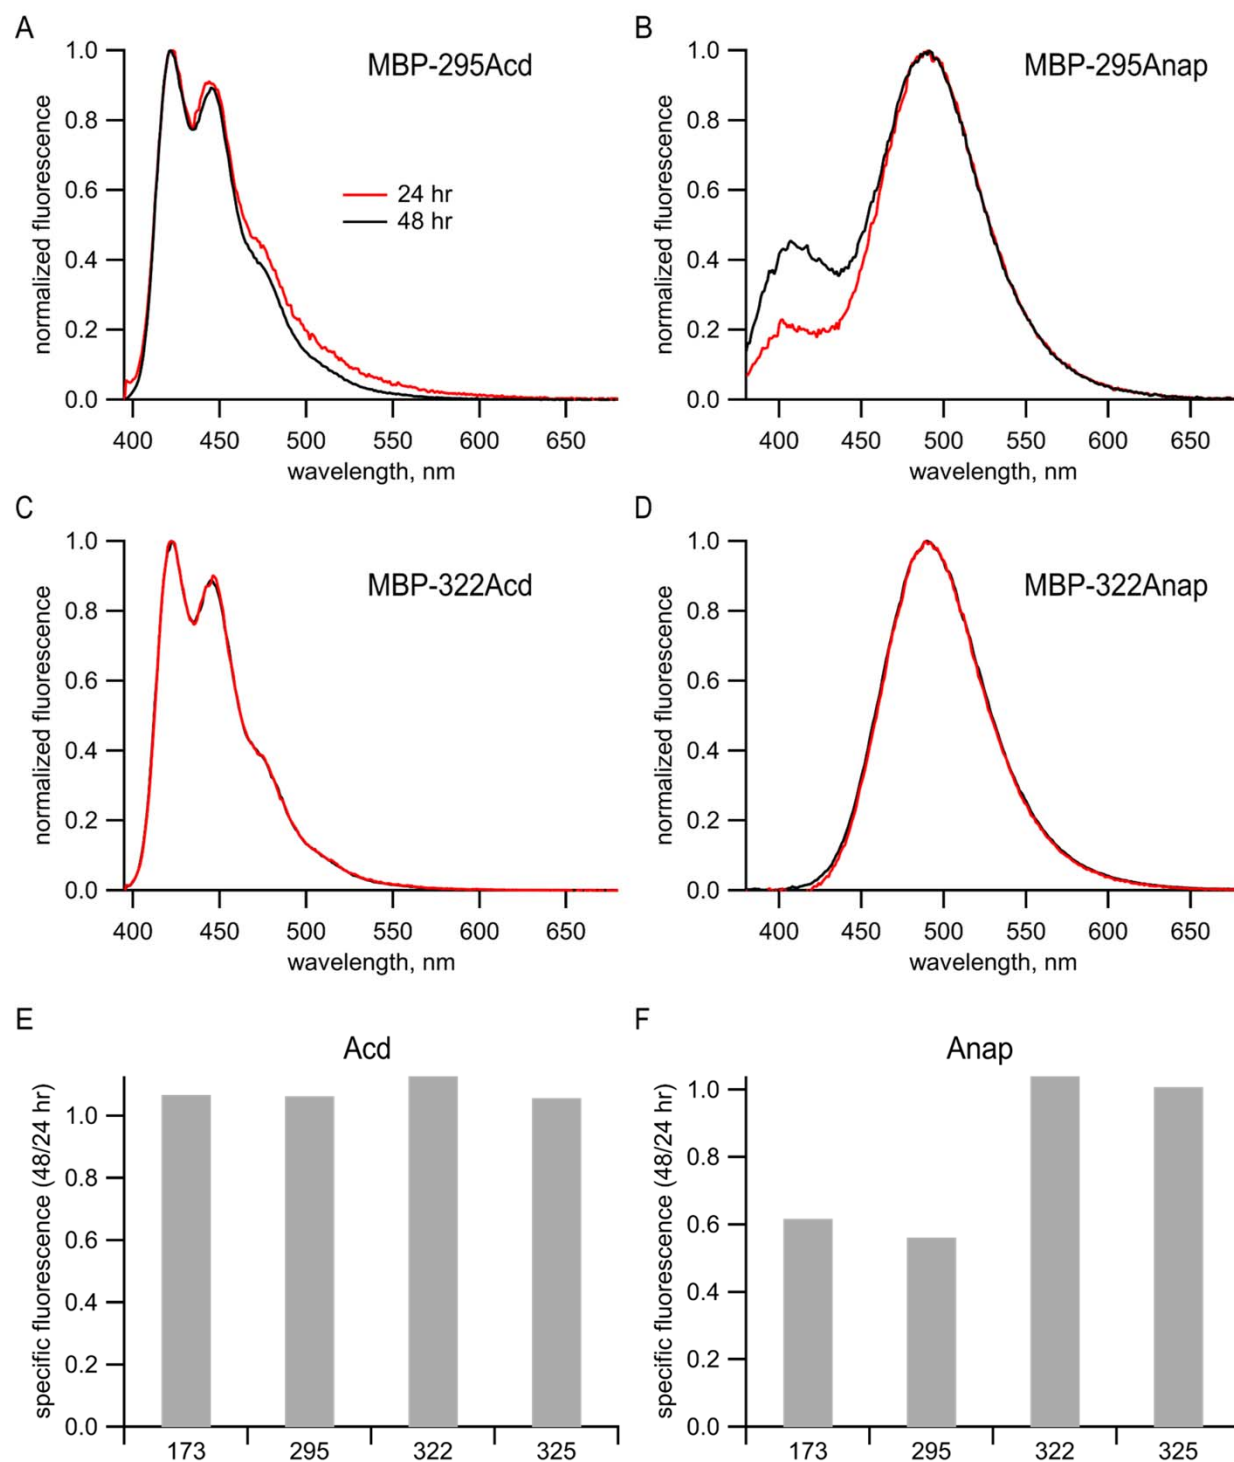 A
MBP-295Acd
normalized fluorescence
1.0
0.8
0.6
0.4
0.2
0.0
24 hr
48 hr
400 450 500 550 600 650
wavelength, nm
B
MBP-295Anap
normalized fluorescence
1.0
0.8
0.6
0.4
0.2
0.0
400 450 500 550 600 650
wavelength, nm
C
MBP-322Acd
normalized fluorescence
1.0
0.8
0.6
0.4
0.2
0.0
400 450 500 550 600 650
wavelength, nm
D
MBP-322Anap
normalized fluorescence
1.0
0.8
0.6
0.4
0.2
0.0
400 450 500 550 600 650
wavelength, nm
E
Acd
specific fluorescence (48/24 hr)
1.0
0.8
0.6
0.4
0.2
0.0
173 295 322 325
F
Anap
specific fluorescence (48/24 hr)
1.0
0.8
0.6
0.4
0.2
0.0
173 295 322 325